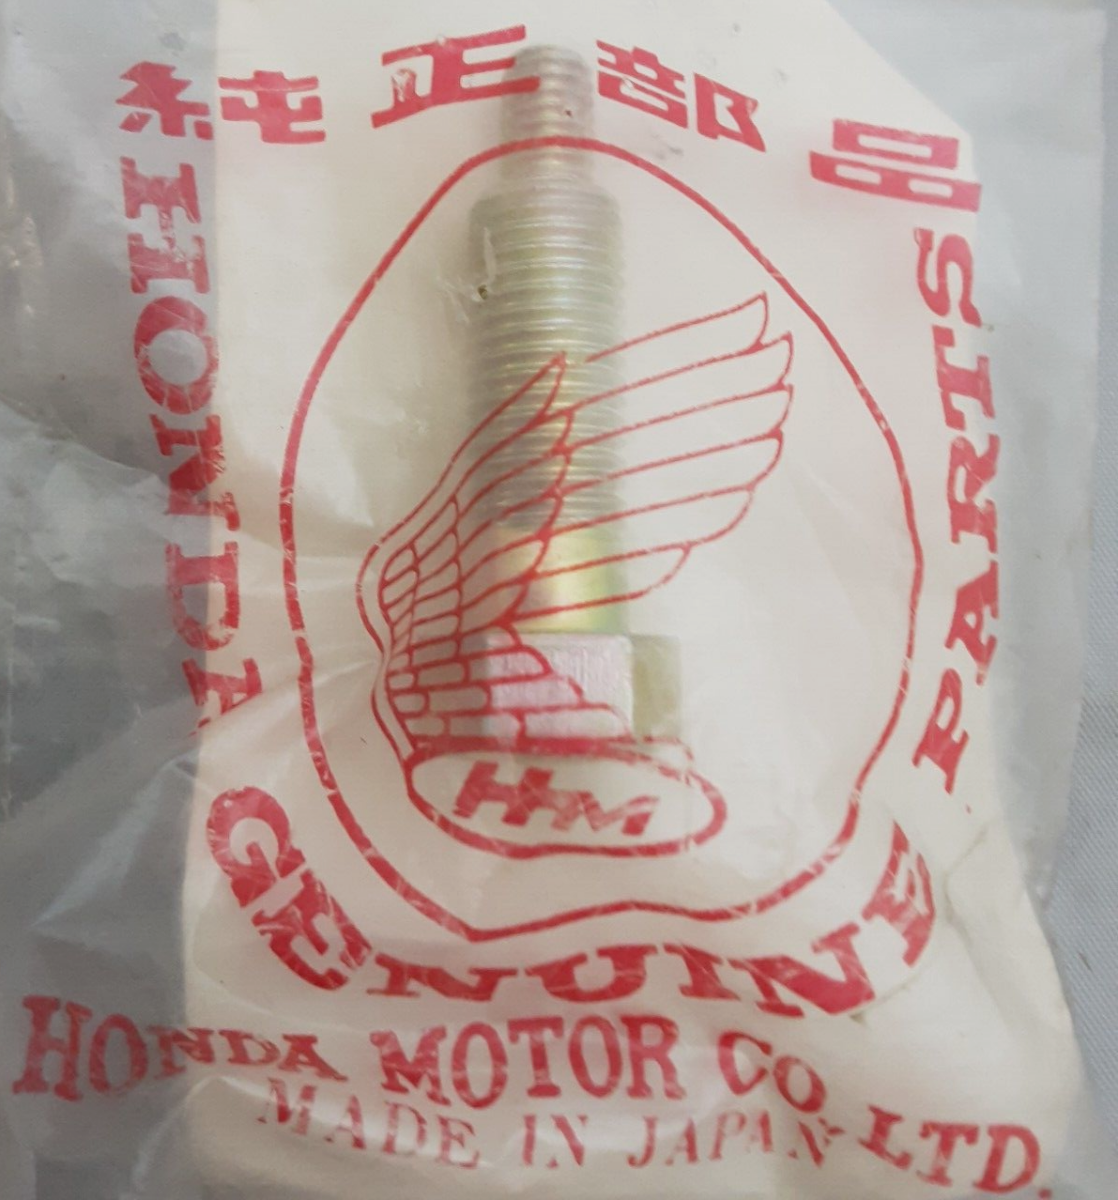 純正部品
HONDA
GENUINE
PARTS
HM
HONDA MOTOR CO., LTD.
MADE IN JAPAN